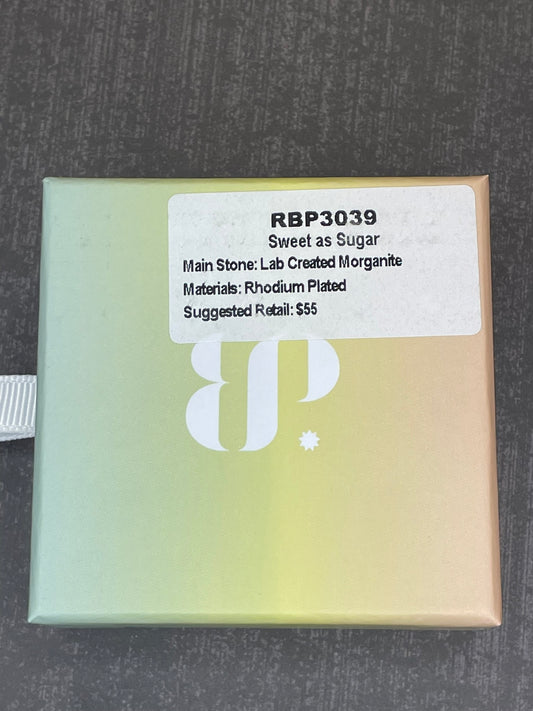 RBP3039
Sweet as Sugar
Main Stone: Lab Created Morganite
Materials: Rhodium Plated
Suggested Retail: $55